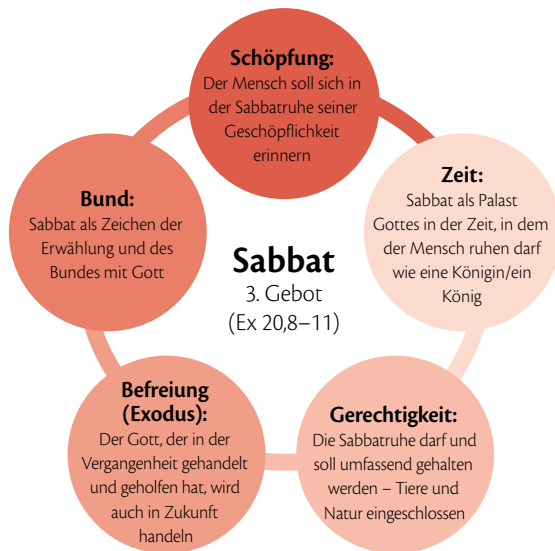 Schöpfung:
Der Mensch soll sich in
der Sabbatruhe seiner
Geschöpflichkeit
erinnern
Zeit:
Sabbat als Palast
Gottes in der Zeit, in dem
der Mensch ruhen darf
wie eine Königin/ein
König
Gerechtigkeit:
Die Sabbatruhe darf und
soll umfassend gehalten
werden – Tiere und
Natur eingeschlossen
Befreiung
(Exodus):
Der Gott, der in der
Vergangenheit gehandelt
und geholfen hat, wird
auch in Zukunft
handeln
Bund:
Sabbat als Zeichen der
Erwählung und des
Bundes mit Gott
Sabbat
3. Gebot
(Ex 20,8–11)